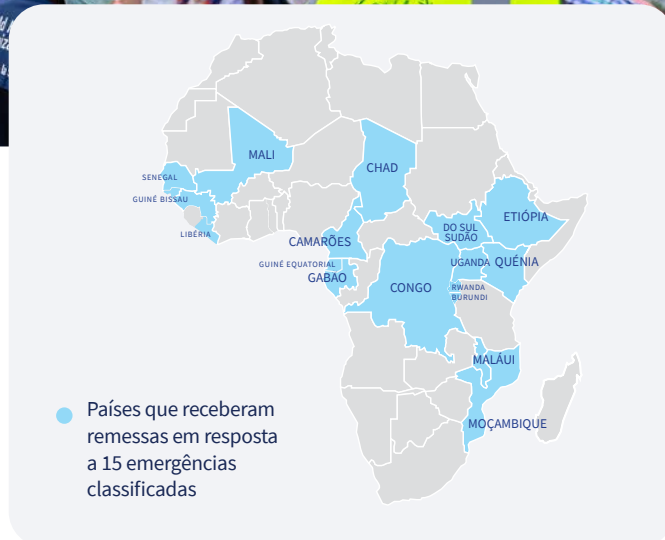 MALI
CHAD
SENEGAL
GUINÉ BISSAU
ETIÓPIA
LIBÉRIA
DO SUL
SUDÃO
CAMARÕES
GUINÉ EQUATORIAL
UGANDA
QUÉNIA
GABAO
CONGO
RWANDA
BURUNDI
MALÁUI
Países que receberam
remessas em resposta
a 15 emergências
classificadas
MOÇAMBIQUE